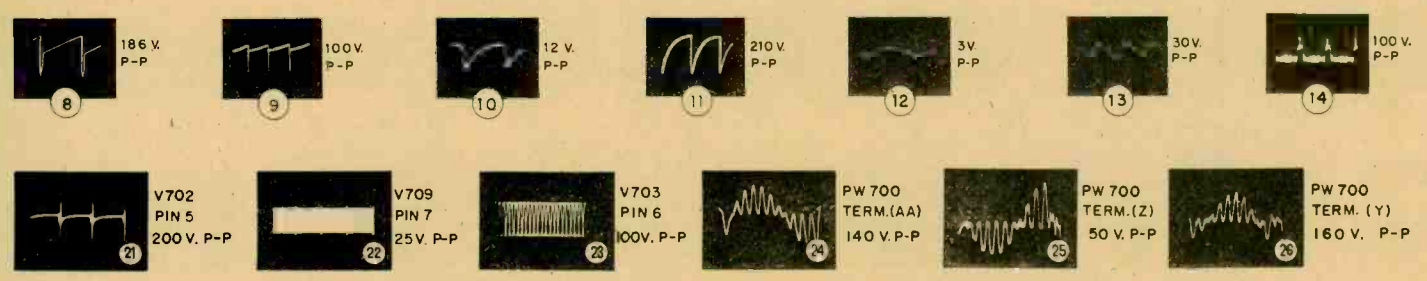 186 V.
P-P
8
100 V.
P-P
9
12 V.
P-P
10
210 V.
P-P
11
3 V.
P-P
12
30 V.
P-P
13
100 V.
P-P
14
V702
PIN 5
200 V. P-P
21
V709
PIN 7
25 V. P-P
22
V703
PIN 6
100 V. P-P
23
PW 700
TERM. (AA)
140 V. P-P
24
PW 700
TERM. (Z)
50 V. P-P
25
PW 700
TERM. (Y)
160 V. P-P
26